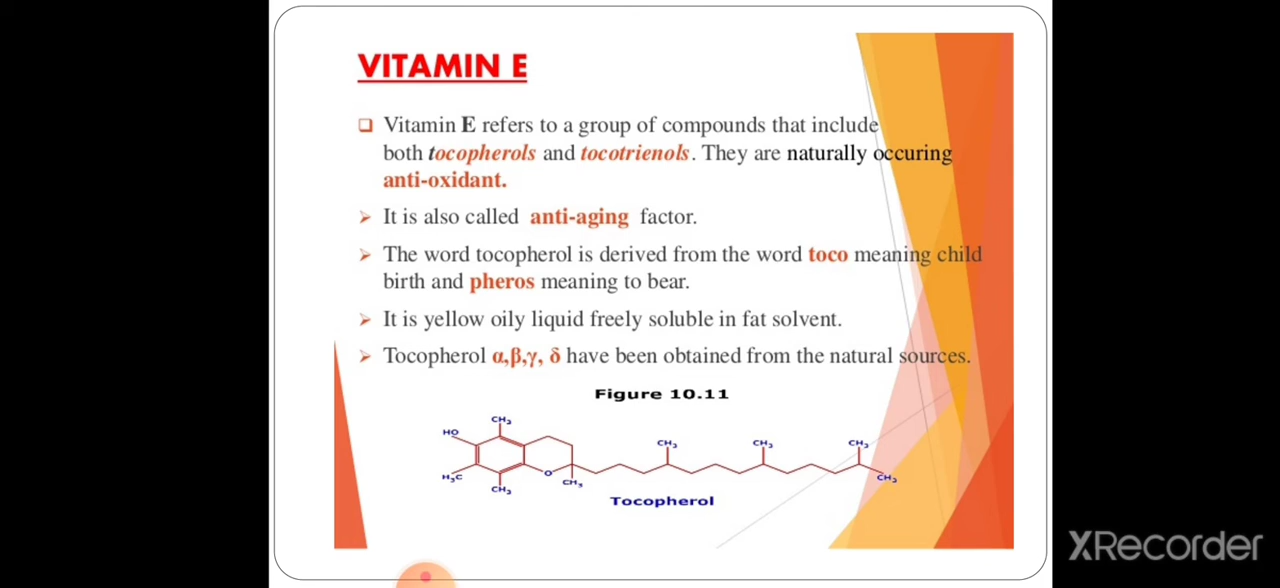 VITAMIN E
Vitamin E refers to a group of compounds that include
both tocopherols and tocotrienols. They are naturally occuring
anti-oxidant.
It is also called anti-aging factor.
The word tocopherol is derived from the word toco meaning child
birth and pheros meaning to bear.
It is yellow oily liquid freely soluble in fat solvent.
Tocopherol α,β,γ, δ have been obtained from the natural sources.
Figure 10.11
CH₃
HO
CH₃
CH₃
CH₃
O
H₃C
CH₃
CH₃
CH₃
Tocopherol
XRecorder